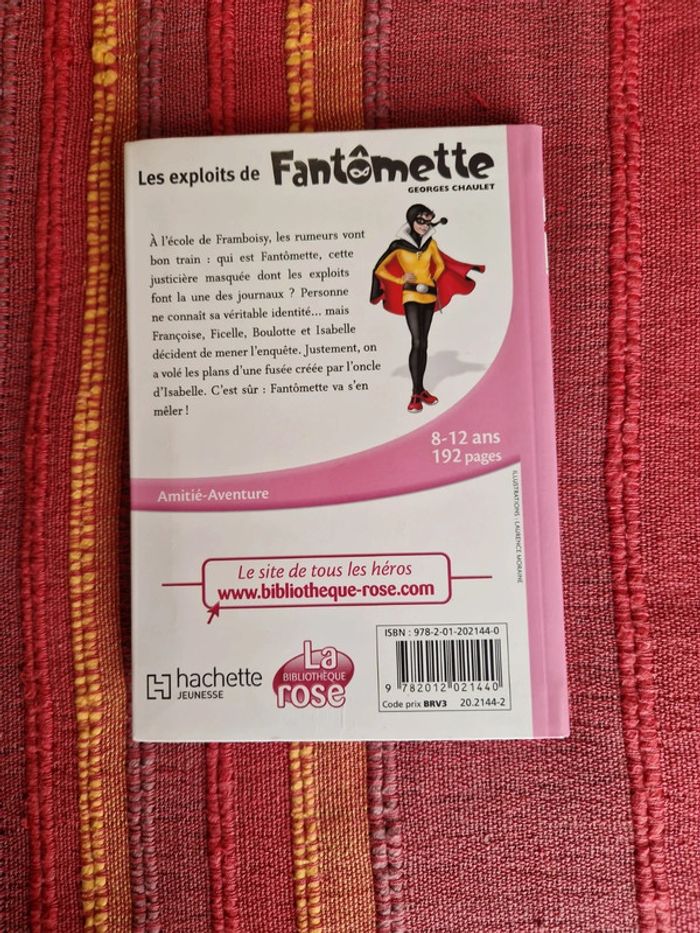 Les exploits de Fantômette
GEORGES CHAULET
À l'école de Framboisy, les rumeurs vont
bon train : qui est Fantômette, cette
justicière masquée dont les exploits
font la une des journaux ? Personne
ne connaît sa véritable identité... mais
Françoise, Ficelle, Boulotte et Isabelle
décident de mener l'enquête. Justement, on
a volé les plans d'une fusée créée par l'oncle
d'Isabelle. C'est sûr : Fantômette va s'en
mêler !
8-12 ans
192 pages
Amitié-Aventure
ILLUSTRATIONS : LAURENCE MORAINE
Le site de tous les héros
www.bibliotheque-rose.com
hachette
JEUNESSE
La
BIBLIOTHÈQUE
rose
ISBN : 978-2-01-202144-0
9 782012 021440
Code prix BRV3 20.2144-2